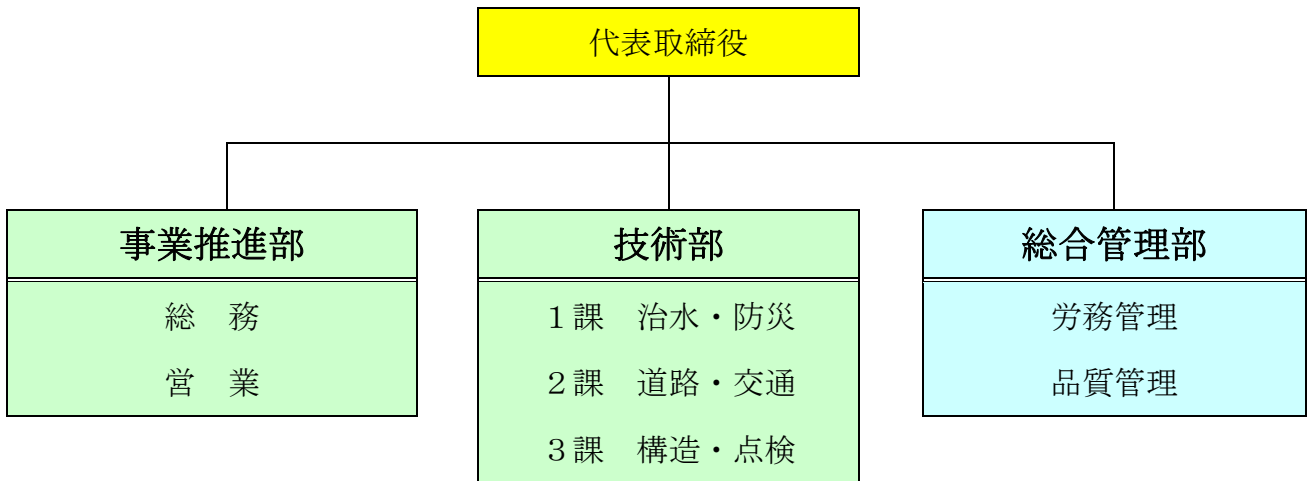 代表取締役
事業推進部
総　務
営　業
技術部
１課　治水・防災
２課　道路・交通
３課　構造・点検
総合管理部
労務管理
品質管理